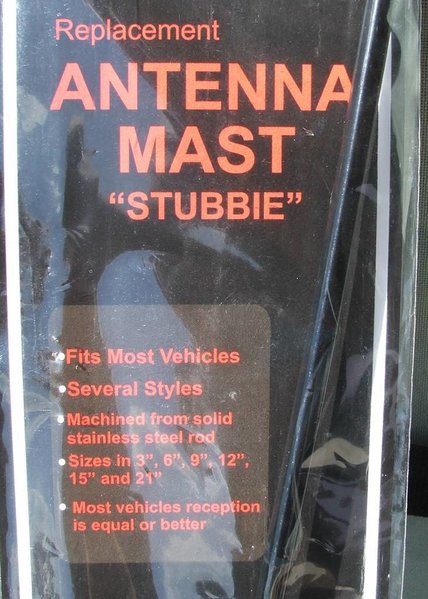 Replacement
ANTENNA
MAST
“STUBBIE”
•Fits Most Vehicles
•Several Styles
•Machined from solid
stainless steel rod
•Sizes in 3”, 6”, 9”, 12”,
15” and 21”
• Most vehicles reception
is equal or better